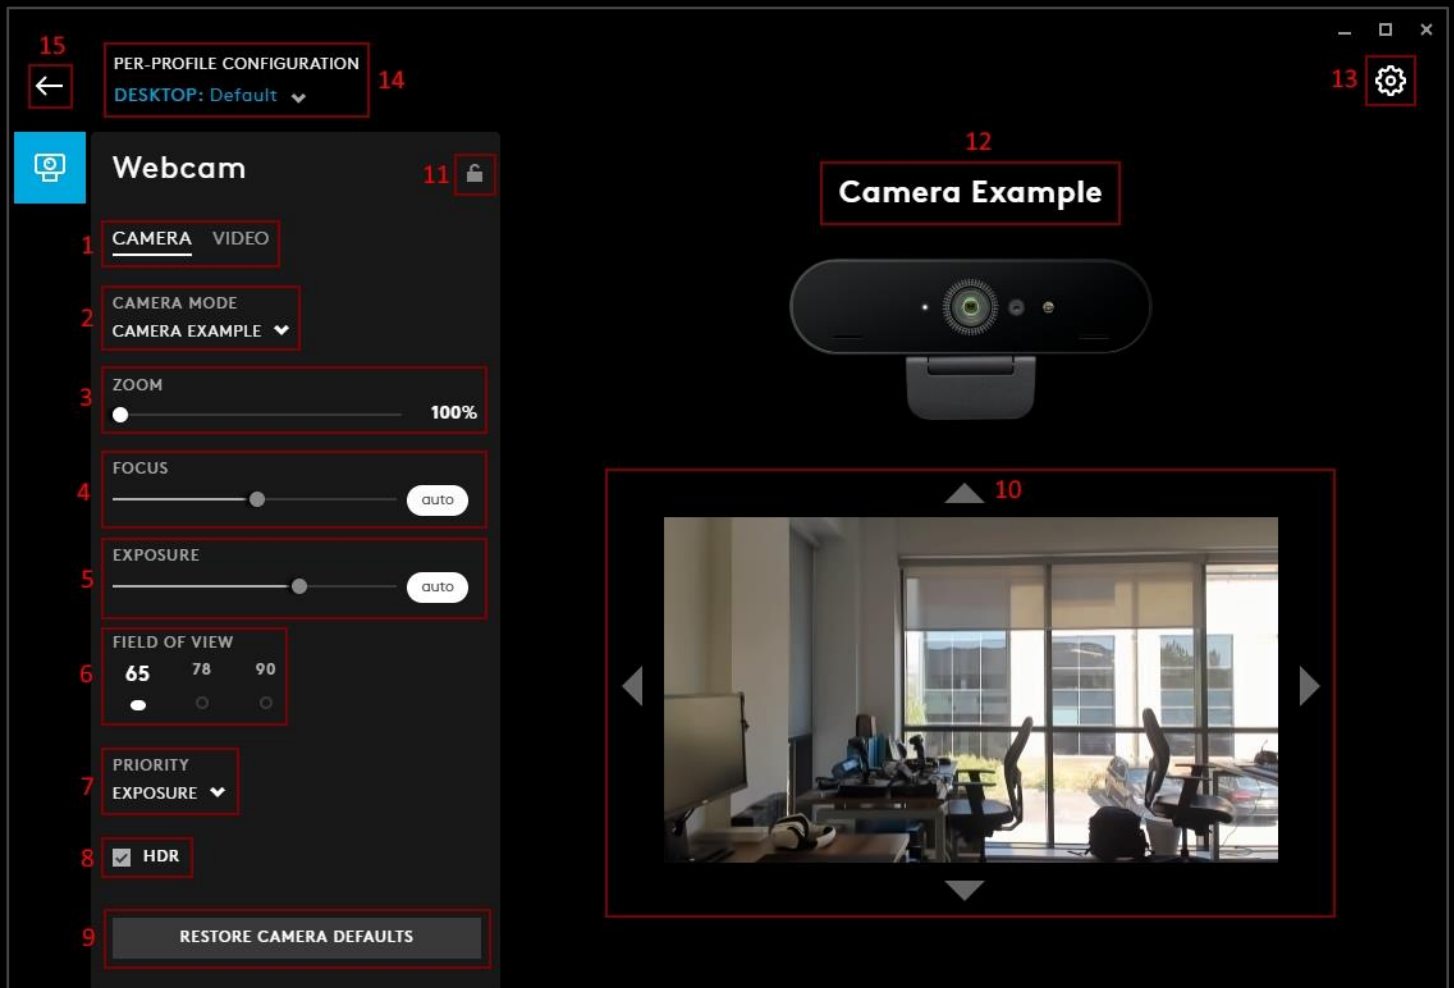 15
PER-PROFILE CONFIGURATION
DESKTOP: Default
14
13
Webcam
11
12
Camera Example
1
CAMERA VIDEO
2
CAMERA MODE
CAMERA EXAMPLE
3
ZOOM
100%
4
FOCUS
auto
5
EXPOSURE
auto
6
FIELD OF VIEW
65 78 90
7
PRIORITY
EXPOSURE
8
HDR
9
RESTORE CAMERA DEFAULTS
10